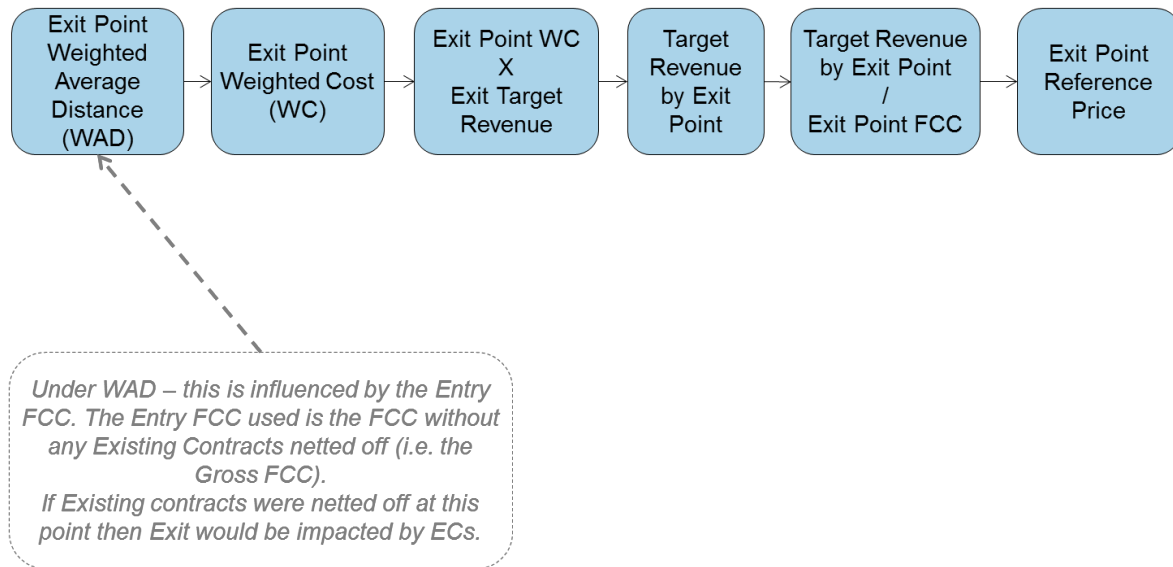 Exit Point
Weighted
Average
Distance
(WAD)
Exit Point
Weighted Cost
(WC)
Exit Point WC
X
Exit Target
Revenue
Target
Revenue
by Exit
Point
Target Revenue
by Exit Point
/
Exit Point FCC
Exit Point
Reference
Price
Under WAD – this is influenced by the Entry
FCC. The Entry FCC used is the FCC without
any Existing Contracts netted off (i.e. the
Gross FCC).
If Existing contracts were netted off at this
point then Exit would be impacted by ECs.